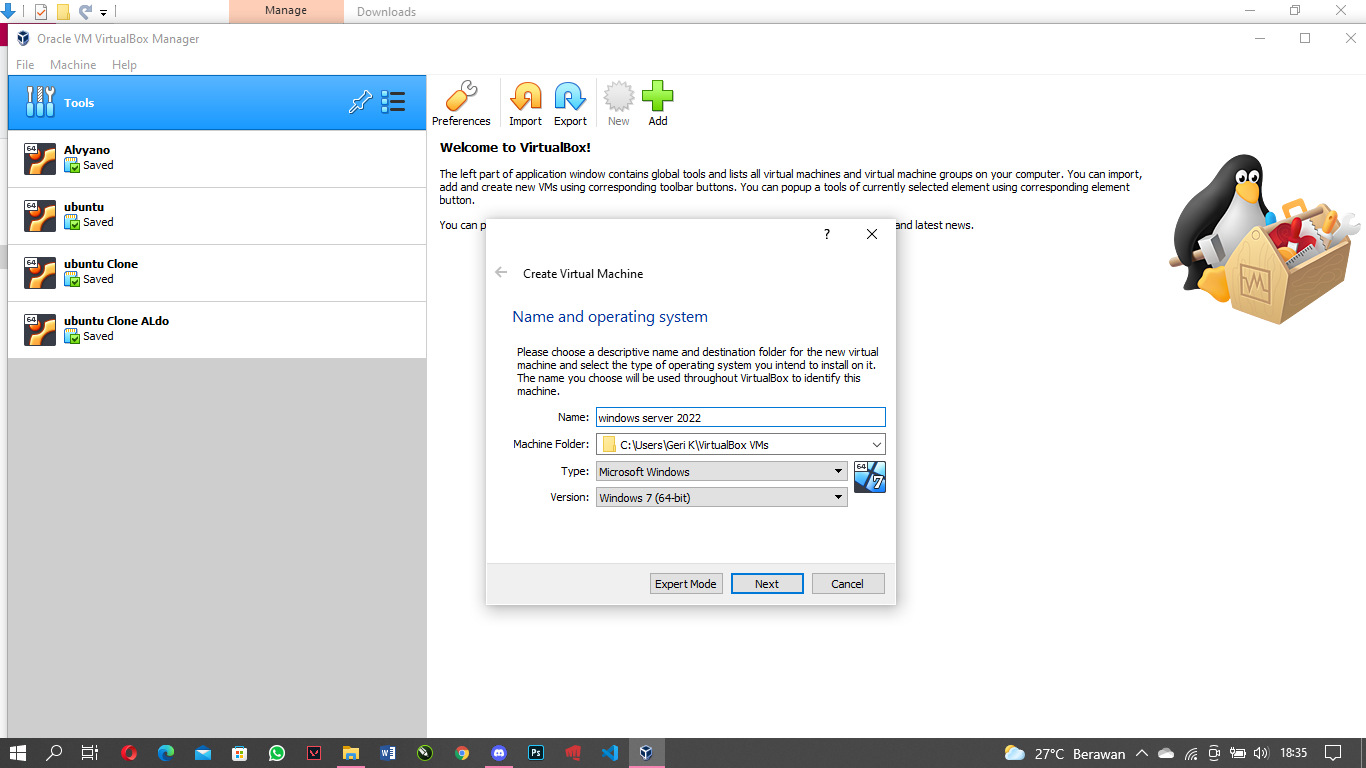 Manage
Downloads
Oracle VM VirtualBox Manager
File Machine Help
Tools
Preferences
Import
Export
New
Add
64
Alvyano
Saved
64
ubuntu
Saved
64
ubuntu Clone
Saved
64
ubuntu Clone ALdo
Saved
Welcome to VirtualBox!
The left part of application window contains global tools and lists all virtual machines and virtual machine groups on your computer. You can import,
add and create new VMs using corresponding toolbar buttons. You can popup a tools of currently selected element using corresponding element
button.
You can p
and latest news.
?
Create Virtual Machine
Name and operating system
Please choose a descriptive name and destination folder for the new virtual
machine and select the type of operating system you intend to install on it.
The name you choose will be used throughout VirtualBox to identify this
machine.
Name: windows server 2022
Machine Folder: C:\Users\Geri K\VirtualBox VMs
Type: Microsoft Windows
64
7
Version: Windows 7 (64-bit)
Expert Mode
Next
Cancel
Ps
27°C Berawan
18:35